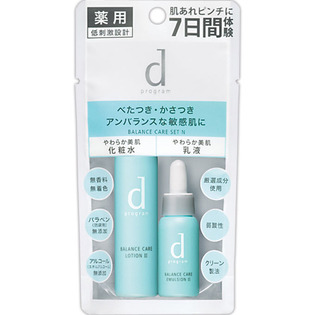 薬用
低刺激設計
肌あれピンチに
7日間体験
d
program
べたつき・かさつき
アンバランスな敏感肌に
BALANCE CARE SET N
やわらか美肌
化粧水
やわらか美肌
乳液
無香料
無着色
パラベン
(防腐剤)
無添加
アルコール
無添加
d
program
BALANCE CARE
LOTION II
d
program
BALANCE CARE
EMULSION II
厳選成分
使用
弱酸性
クリーン
製法